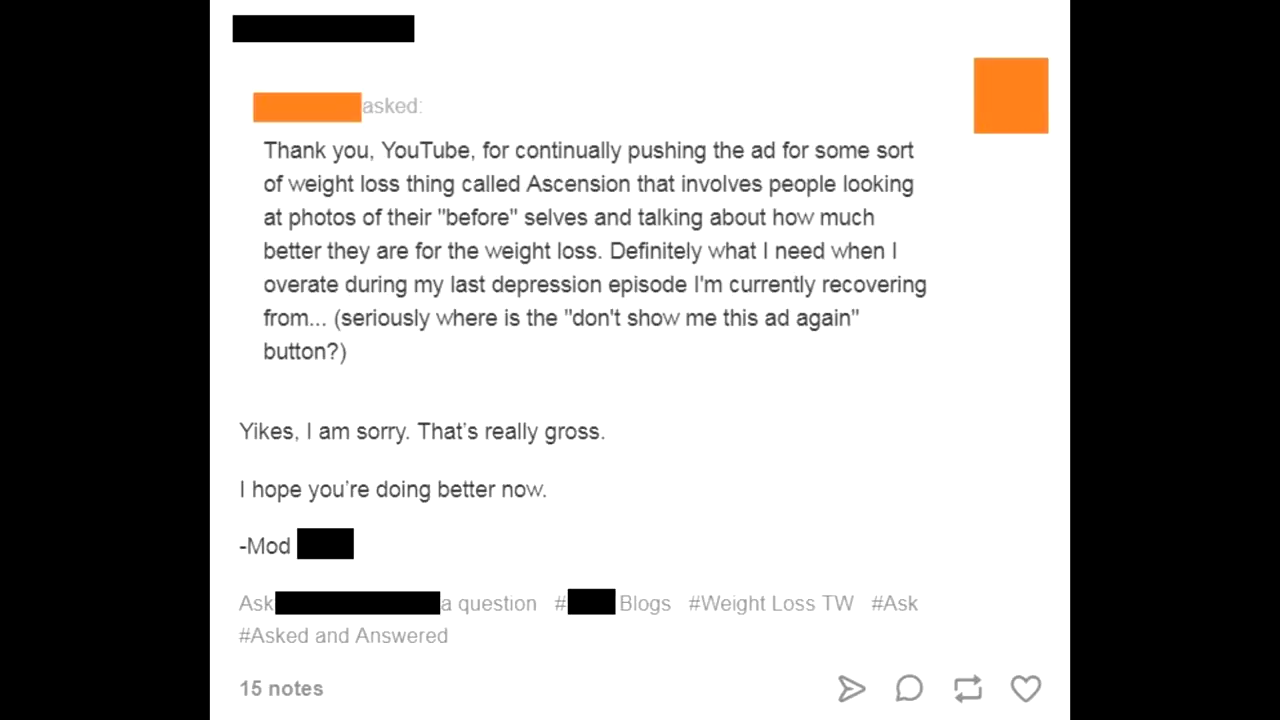 asked:
Thank you, YouTube, for continually pushing the ad for some sort
of weight loss thing called Ascension that involves people looking
at photos of their "before" selves and talking about how much
better they are for the weight loss. Definitely what I need when I
overate during my last depression episode I'm currently recovering
from... (seriously where is the "don't show me this ad again"
button?)
Yikes, I am sorry. That’s really gross.
I hope you’re doing better now.
-Mod
Ask a question # Blogs #Weight Loss TW #Ask
#Asked and Answered
15 notes